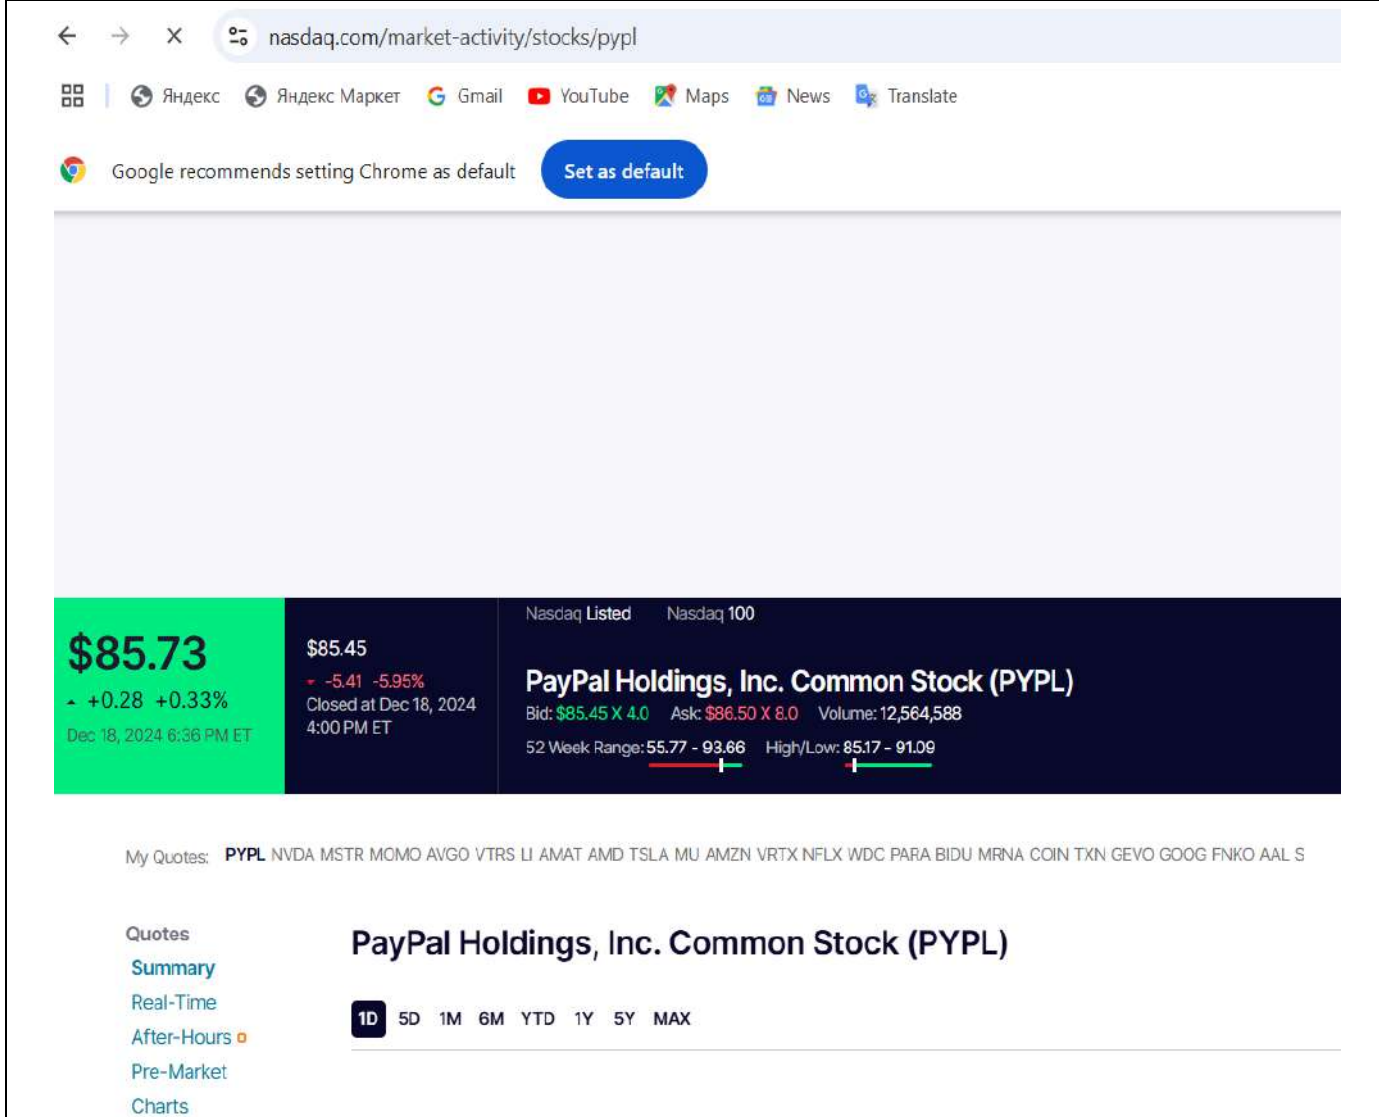 nasdaq.com/market-activity/stocks/pypl
Яндекс Яндекс Маркет Gmail YouTube Maps News Translate
Google recommends setting Chrome as default Set as default
$85.73
+0.28 +0.33%
Dec 18, 2024 6:36 PM ET
$85.45
-5.41 -5.95%
Closed at Dec 18, 2024
4:00 PM ET
Nasdaq Listed Nasdaq 100
PayPal Holdings, Inc. Common Stock (PYPL)
Bid: $85.45 X 4.0 Ask: $86.50 X 8.0 Volume: 12,564,588
52 Week Range: 55.77 - 93.66 High/Low: 85.17 - 91.09
My Quotes: PYPL NVDA MSTR MOMO AVGO VTRS LI AMAT AMD TSLA MU AMZN VRTX NFLX WDC PARA BIDU MRNA COIN TXN GEVO GOOG FNKO AAL S
Quotes
Summary
Real-Time
After-Hours
Pre-Market
Charts
PayPal Holdings, Inc. Common Stock (PYPL)
1D 5D 1M 6M YTD 1Y 5Y MAX